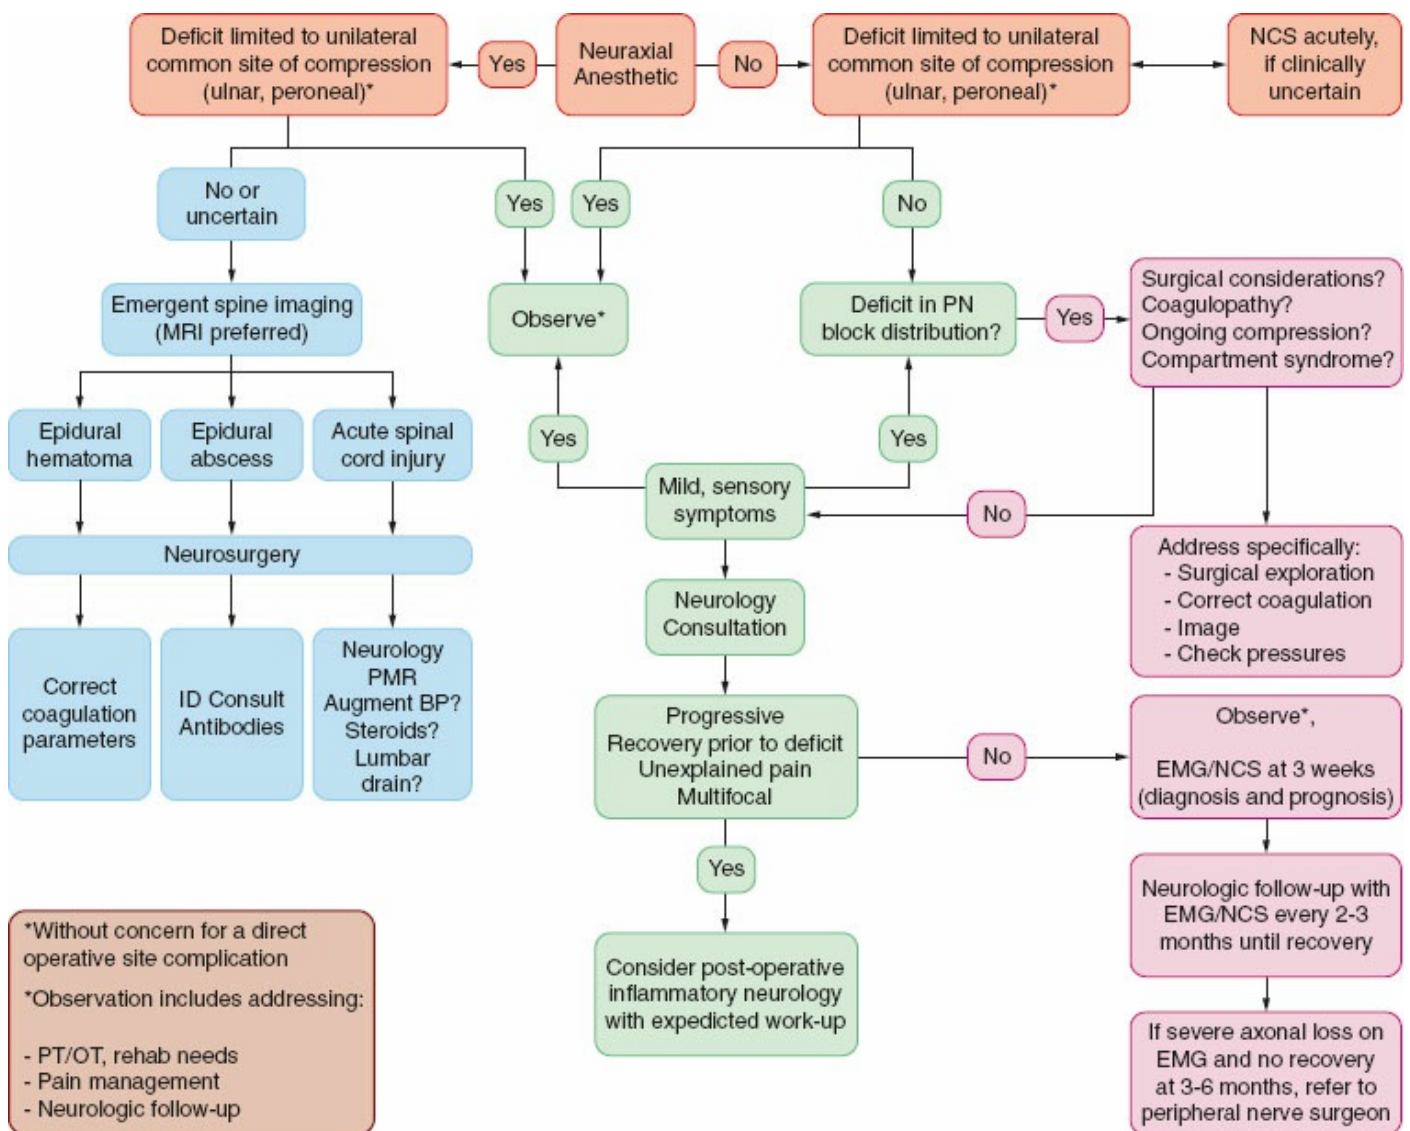 Deficit limited to unilateral
common site of compression
(ulnar, peroneal)*
Yes
Neuraxial
Anesthetic
No
Deficit limited to unilateral
common site of compression
(ulnar, peroneal)*
NCS acutely,
if clinically
uncertain
No or
uncertain
Yes
Yes
No
Emergent spine imaging
(MRI preferred)
Observe*
Deficit in PN
block distribution?
Yes
Surgical considerations?
Coagulopathy?
Ongoing compression?
Compartment syndrome?
Epidural
hematoma
Epidural
abscess
Acute spinal
cord injury
Yes
Yes
Mild, sensory
symptoms
No
Neurosurgery
Address specifically:
- Surgical exploration
- Correct coagulation
- Image
- Check pressures
Neurology
Consultation
Correct
coagulation
parameters
ID Consult
Antibodies
Neurology
PMR
Augment BP?
Steroids?
Lumbar
drain?
Progressive
Recovery prior to deficit
Unexplained pain
Multifocal
No
Observe*,
EMG/NCS at 3 weeks
(diagnosis and prognosis)
Yes
Neurologic follow-up with
EMG/NCS every 2-3
months until recovery
Consider post-operative
inflammatory neurology
with expedicted work-up
If severe axonal loss on
EMG and no recovery
at 3-6 months, refer to
peripheral nerve surgeon
*Without concern for a direct
operative site complication
*Observation includes addressing:
- PT/OT, rehab needs
- Pain management
- Neurologic follow-up